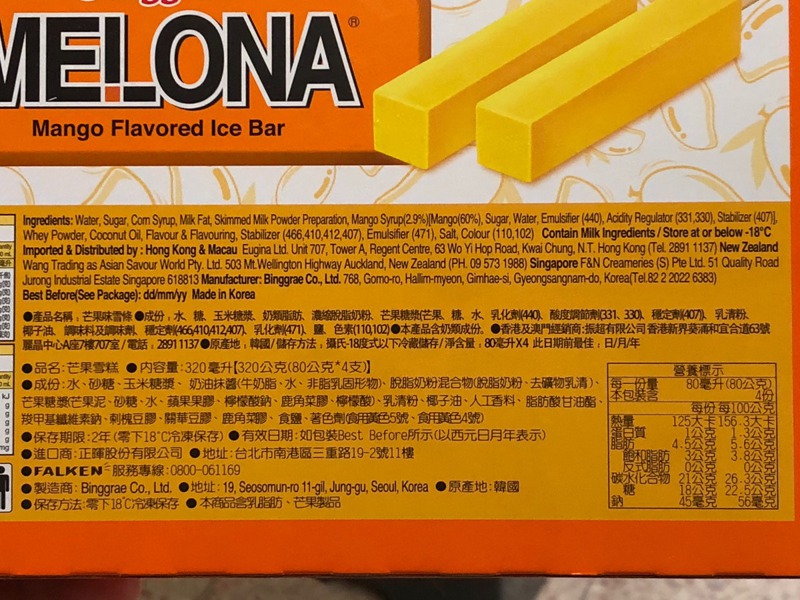 MELONA®
Mango Flavored Ice Bar
Ingredients: Water, Sugar, Corn Syrup, Milk Fat, Skimmed Milk Powder Preparation, Mango Syrup(2.9%)[Mango(60%), Sugar, Water, Emulsifier (440), Acidity Regulator (331,330), Stabilizer (407)],
Whey Powder, Coconut Oil, Flavour & Flavouring, Stabilizer (466,410,412,407), Emulsifier (471), Salt, Colour (110,102) Contain Milk Ingredients / Store at or below -18°C
Imported & Distributed by : Hong Kong & Macau Eugina Ltd. Unit 707, Tower A, Regent Centre, 63 Wo Yi Hop Road, Kwai Chung, N.T. Hong Kong (Tel. 2891 1137) New Zealand
Wang Trading as Asian Savour World Pty. Ltd. 503 Mt.Wellington Highway Auckland, New Zealand (PH. 09 573 1988) Singapore F&N Creameries (S) Pte Ltd. 51 Quality Road
Jurong Industrial Estate Singapore 618813 Manufacturer: Binggrae Co., Ltd. 768, Gomo-ro, Hallim-myeon, Gimhae-si, Gyeongsangnam-do, Korea(Tel.82 2 2022 6383)
Best Before(See Package): dd/mm/yy Made in Korea
●產品名稱：芒果味雪條 ●成份：水、糖、玉米糖漿、奶類脂肪、濃縮脫脂奶粉、芒果糖漿(芒果、糖、水、乳化劑(440)、酸度調節劑(331、330)、穩定劑(407))、乳清粉、
椰子油、調味料及調味劑、穩定劑(466,410,412,407)、乳化劑(471)、鹽、色素(110,102)●本產品含奶類成份。●香港及澳門經銷商:振超有限公司 香港新界葵涌和宜合道63號
麗晶中心A座7樓707室 / 電話：2891 1137 ●原產地：韓國/儲存方法：攝氏-18度式以下冷藏儲存 / 淨含量：80毫升X4 此日期前最佳：日/月/年
●品名:芒果雪糕 ●內容量:320毫升[320公克(80公克*4支)]
●成份:水、砂糖、玉米糖漿、奶油抹醬(牛奶脂、水、非脂乳固形物)、脫脂奶粉混合物(脫脂奶粉、去礦物乳清)、
芒果糖漿(芒果泥、砂糖、水、蘋果果膠、檸檬酸鈉、鹿角菜膠、檸檬酸)、乳清粉、椰子油、人工香料、脂肪酸甘油酯、
羧甲基纖維素鈉、刺槐豆膠、關華豆膠、鹿角菜膠、食鹽、著色劑(食用黃色5號、食用黃色4號)
●保存期限:2年(零下18℃冷凍保存) ●有效日期:如包裝Best Before所示(以西元日月年表示)
●進口商:正暉股份有限公司 ●地址:台北市南港區三重路19-2號11樓
●FALKEN 服務專線:0800-061169
●製造商: Binggrae Co., Ltd. ●地址: 19, Seosomun-ro 11-gil, Jung-gu, Seoul, Korea ●原產地:韓國
●保存方法:零下18℃冷凍保存 ●本商品含乳脂肪、芒果製品
營養標示
每一份量 80毫升(80公克)
本包裝含 4份
每份 每100公克
熱量 125大卡 156.3大卡
蛋白質 1公克 1.3公克
脂肪 4.5公克 5.6公克
飽和脂肪 3公克 3.8公克
反式脂肪 0公克 0公克
碳水化合物 21公克 26.3公克
糖 18公克 22.5公克
鈉 45毫克 56毫克